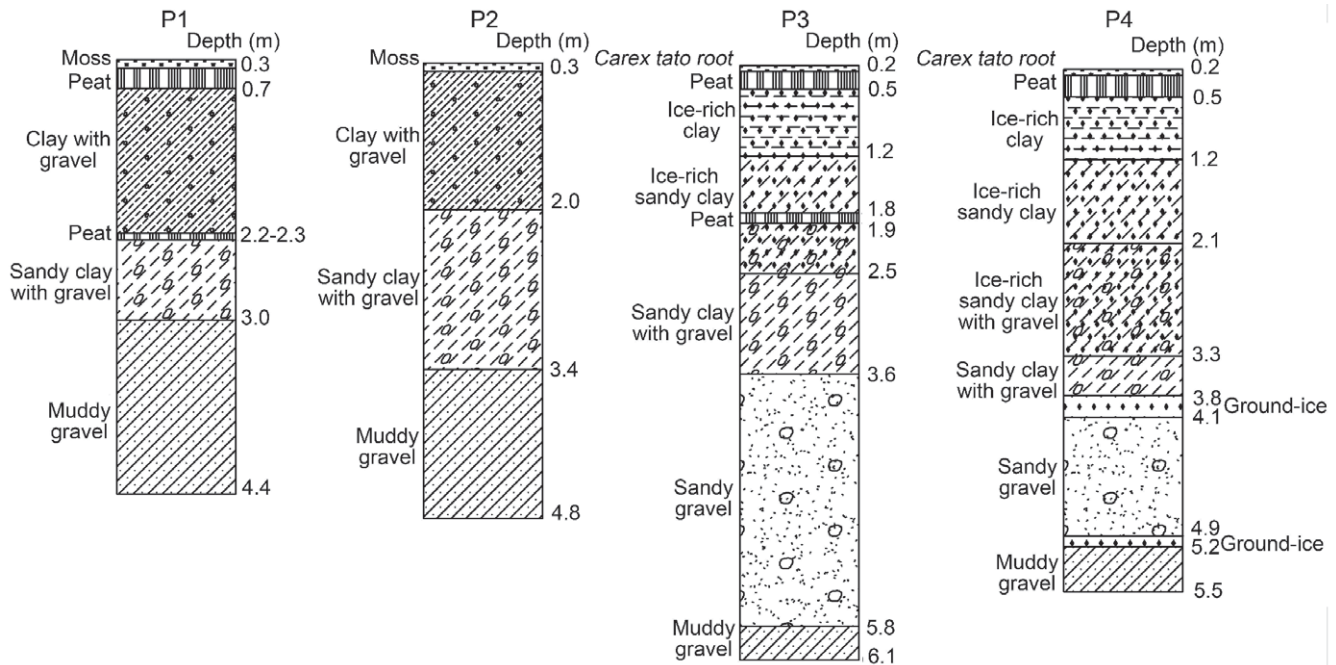 P1
Depth (m)
Moss
0.3
Peat
0.7
Clay with
gravel
Peat
2.2-2.3
Sandy clay
with gravel
3.0
Muddy
gravel
4.4
P2
Depth (m)
Moss
0.3
Clay with
gravel
2.0
Sandy clay
with gravel
3.4
Muddy
gravel
4.8
P3
Depth (m)
Carex tato root
0.2
Peat
0.5
Ice-rich
clay
1.2
Ice-rich
sandy clay
1.8
Peat
1.9
2.5
Sandy clay
with gravel
3.6
Sandy
gravel
5.8
Muddy
gravel
6.1
P4
Depth (m)
Carex tato root
0.2
Peat
0.5
Ice-rich
clay
1.2
Ice-rich
sandy clay
2.1
Ice-rich
sandy clay
with gravel
3.3
Sandy clay
with gravel
3.8
Ground-ice
4.1
Sandy
gravel
4.9
Ground-ice
5.2
Muddy
gravel
5.5